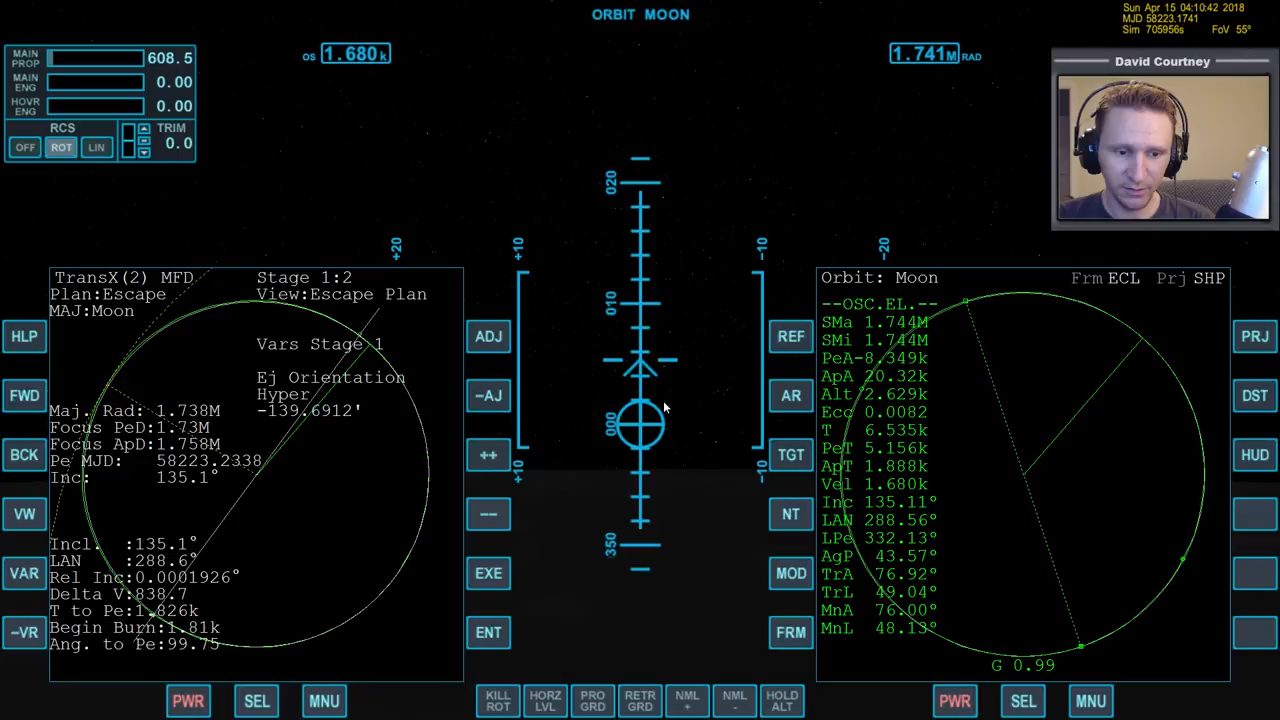 ORBIT MOON
Sun Apr 15 04:10:42 2018
MJD 58223.1741
Sim 705956s FoV 55°
David Courtney
MAIN PROP 608.5
MAIN ENG 0.00
HOVR ENG 0.00
RCS TRIM
OFF ROT LIN 0.0
OS 1.680k
1.741M RAD
020
010
000
350
+20 +10 -10 -20
+10 -10
TransX(2) MFD Stage 1:2
Plan:Escape View:Escape Plan
MAJ:Moon
Vars Stage 1
Ej Orientation
Hyper
-139.6912'
Maj. Rad: 1.738M
Focus PeD:1.73M
Focus ApD:1.758M
Pe MJD: 58223.2338
Inc: 135.1°
Incl. :135.1°
LAN :288.6°
Rel Inc:0.0001926°
Delta V:838.7
T to Pe:1.826k
Begin Burn:1.81k
Ang. to Pe:99.75
HLP
FWD
BCK
VW
VAR
-VR
ADJ
-AJ
++
--
EXE
ENT
PWR SEL MNU
KILL ROT
HORZ LVL
PRO GRD
RETR GRD
NML +
NML -
HOLD ALT
REF
AR
TGT
NT
MOD
FRM
Orbit: Moon Frm ECL Prj SHP
--OSC.EL.--
SMa 1.744M
SMi 1.744M
PeA-8.349k
ApA 20.32k
Alt 2.629k
Ecc 0.0082
T 6.535k
PeT 5.156k
ApT 1.888k
Vel 1.680k
Inc 135.11°
LAN 288.56°
LPe 332.13°
AgP 43.57°
TrA 76.92°
TrL 49.04°
MnA 76.00°
MnL 48.13°
G 0.99
PRJ
DST
HUD
PWR SEL MNU